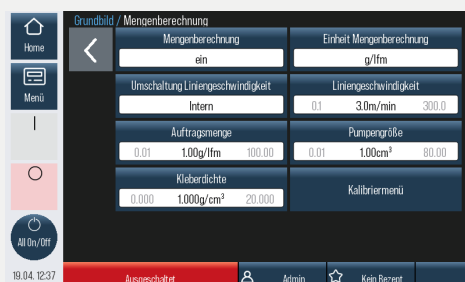 Grundbild / Mengenberechnung
Home
Menü
All On/Off
19.04. 12:37
Mengenberechnung
ein
Einheit Mengenberechnung
g/lfm
Umschaltung Liniengeschwindigkeit
Intern
Liniengeschwindigkeit
0.1 3.0m/min 300.0
Auftragsmenge
0.01 1.00g/lfm 100.00
Pumpengröße
0.01 1.00cm³ 80.00
Kleberdichte
0.000 1.000g/cm³ 20.000
Kalibriermenü
Ausgeschaltet
Admin
Kein Rezept